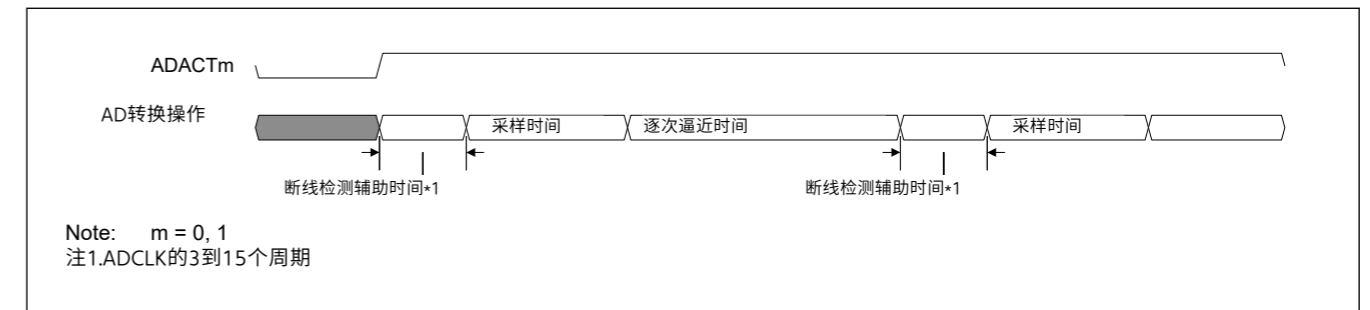 ADACTm
AD转换操作
采样时间 逐次逼近时间 采样时间
断线检测辅助时间*1 断线检测辅助时间*1
Note: m = 0, 1
注1.ADCLK的3到15个周期